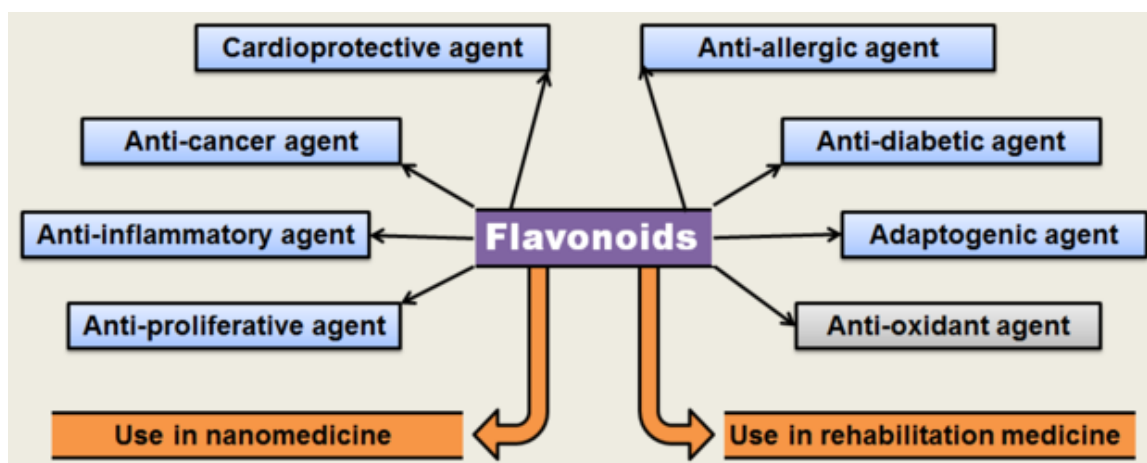 Cardioprotective agent
Anti-allergic agent
Anti-cancer agent
Anti-diabetic agent
Anti-inflammatory agent
Flavonoids
Adaptogenic agent
Anti-proliferative agent
Anti-oxidant agent
Use in nanomedicine
Use in rehabilitation medicine